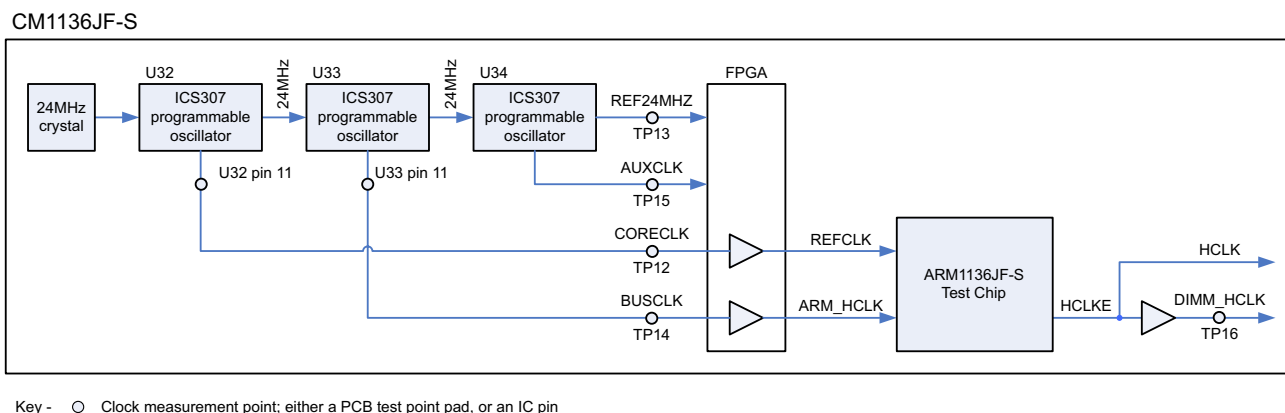 CM1136JF-S
U32
U33
U34
FPGA
24MHz
crystal
ICS307
programmable
oscillator
24MHz
ICS307
programmable
oscillator
24MHz
ICS307
programmable
oscillator
REF24MHZ
TP13
U32 pin 11
U33 pin 11
AUXCLK
TP15
CORECLK
TP12
REFCLK
BUSCLK
TP14
ARM_HCLK
ARM1136JF-S
Test Chip
HCLKE
HCLK
DIMM_HCLK
TP16
Key - Clock measurement point; either a PCB test point pad, or an IC pin